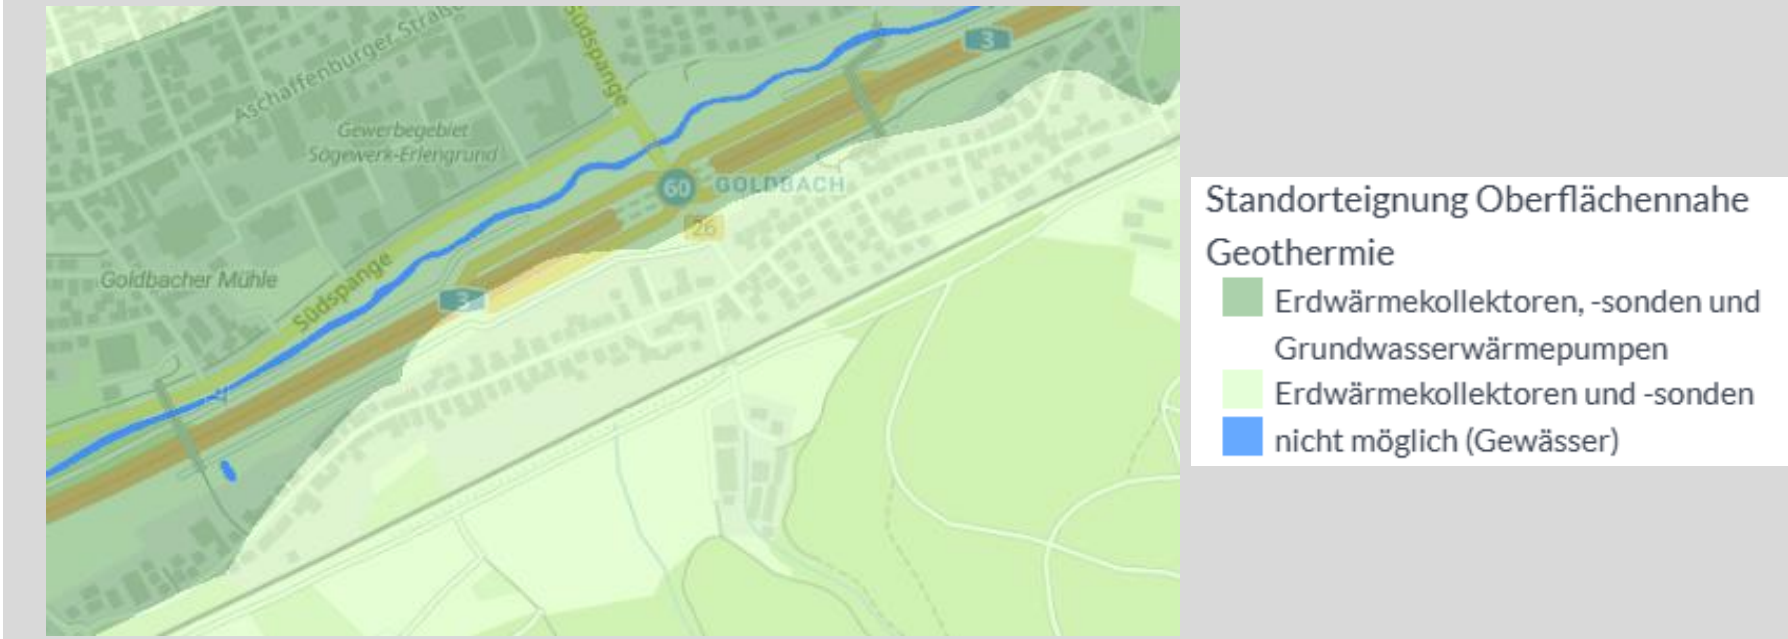 Aschaffenburger Straße
Südspange
3
Gewerbegebiet
Sögewerk-Erlengrund
60
GOLDBACH
26
Goldbacher Mühle
Südspange
3
Standorteignung Oberflächennahe
Geothermie
Erdwärmekollektoren, -sonden und
Grundwasserwärmepumpen
Erdwärmekollektoren und -sonden
nicht möglich (Gewässer)